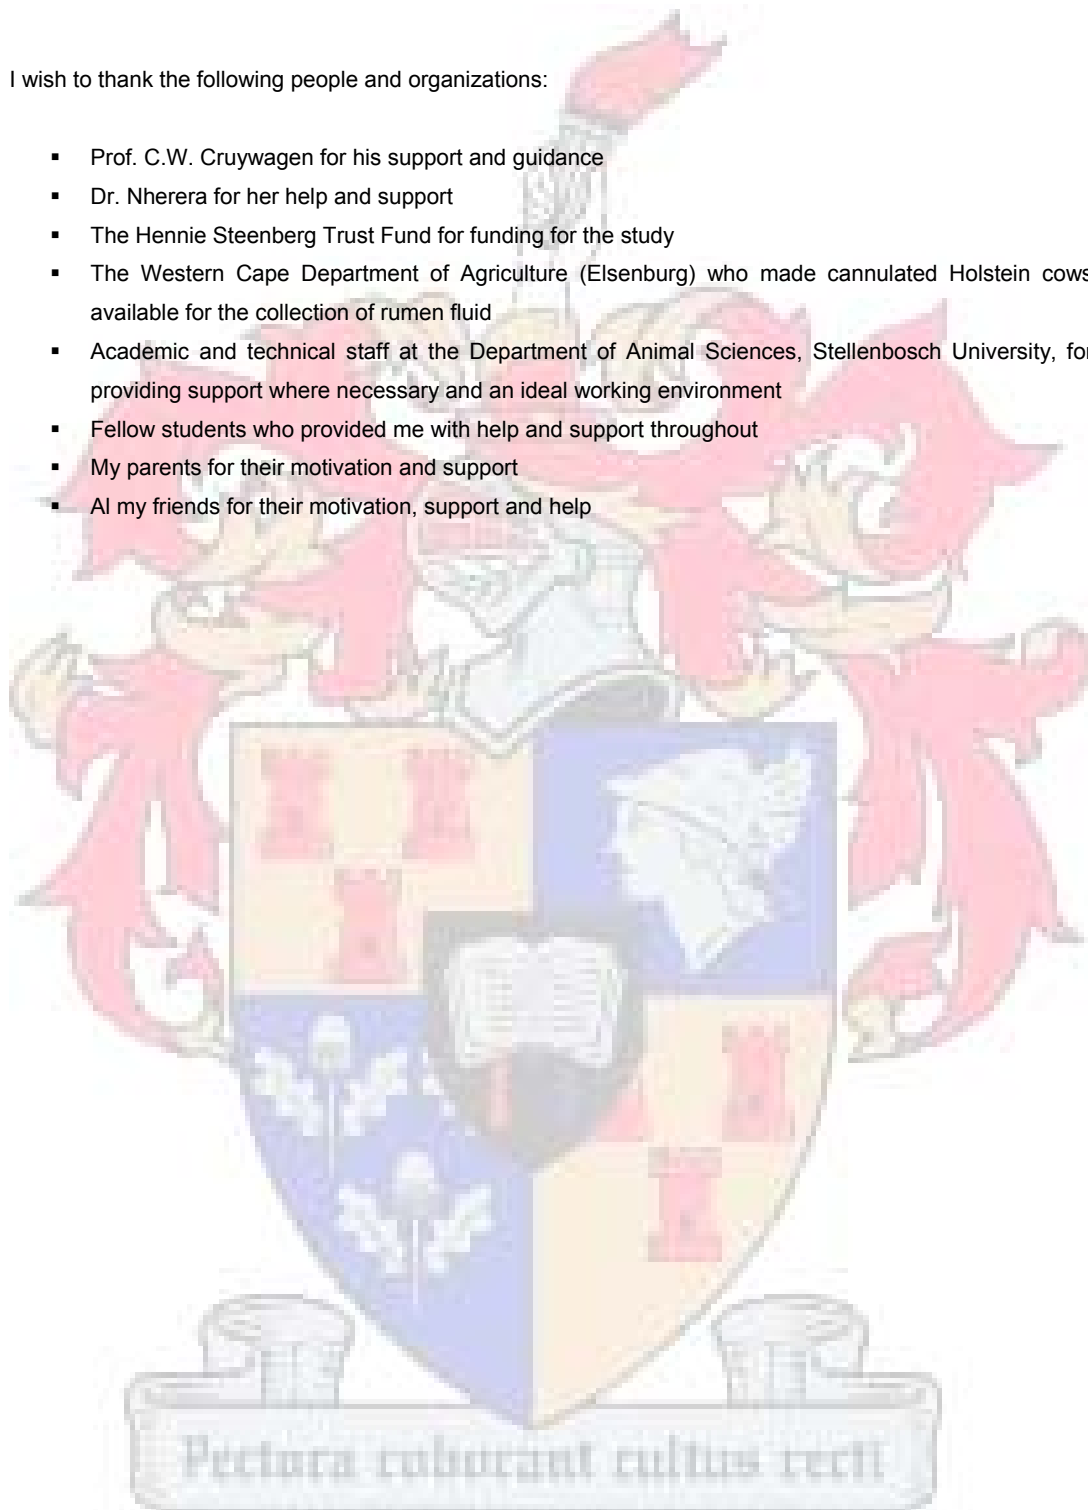 I wish to thank the following people and organizations:
▪ Prof. C.W. Cruywagen for his support and guidance
▪ Dr. Nherera for her help and support
▪ The Hennie Steenberg Trust Fund for funding for the study
▪ The Western Cape Department of Agriculture (Elsenburg) who made cannulated Holstein cows
available for the collection of rumen fluid
▪ Academic and technical staff at the Department of Animal Sciences, Stellenbosch University, for
providing support where necessary and an ideal working environment
▪ Fellow students who provided me with help and support throughout
▪ My parents for their motivation and support
▪ Al my friends for their motivation, support and help
Pectora roborant cultus recti